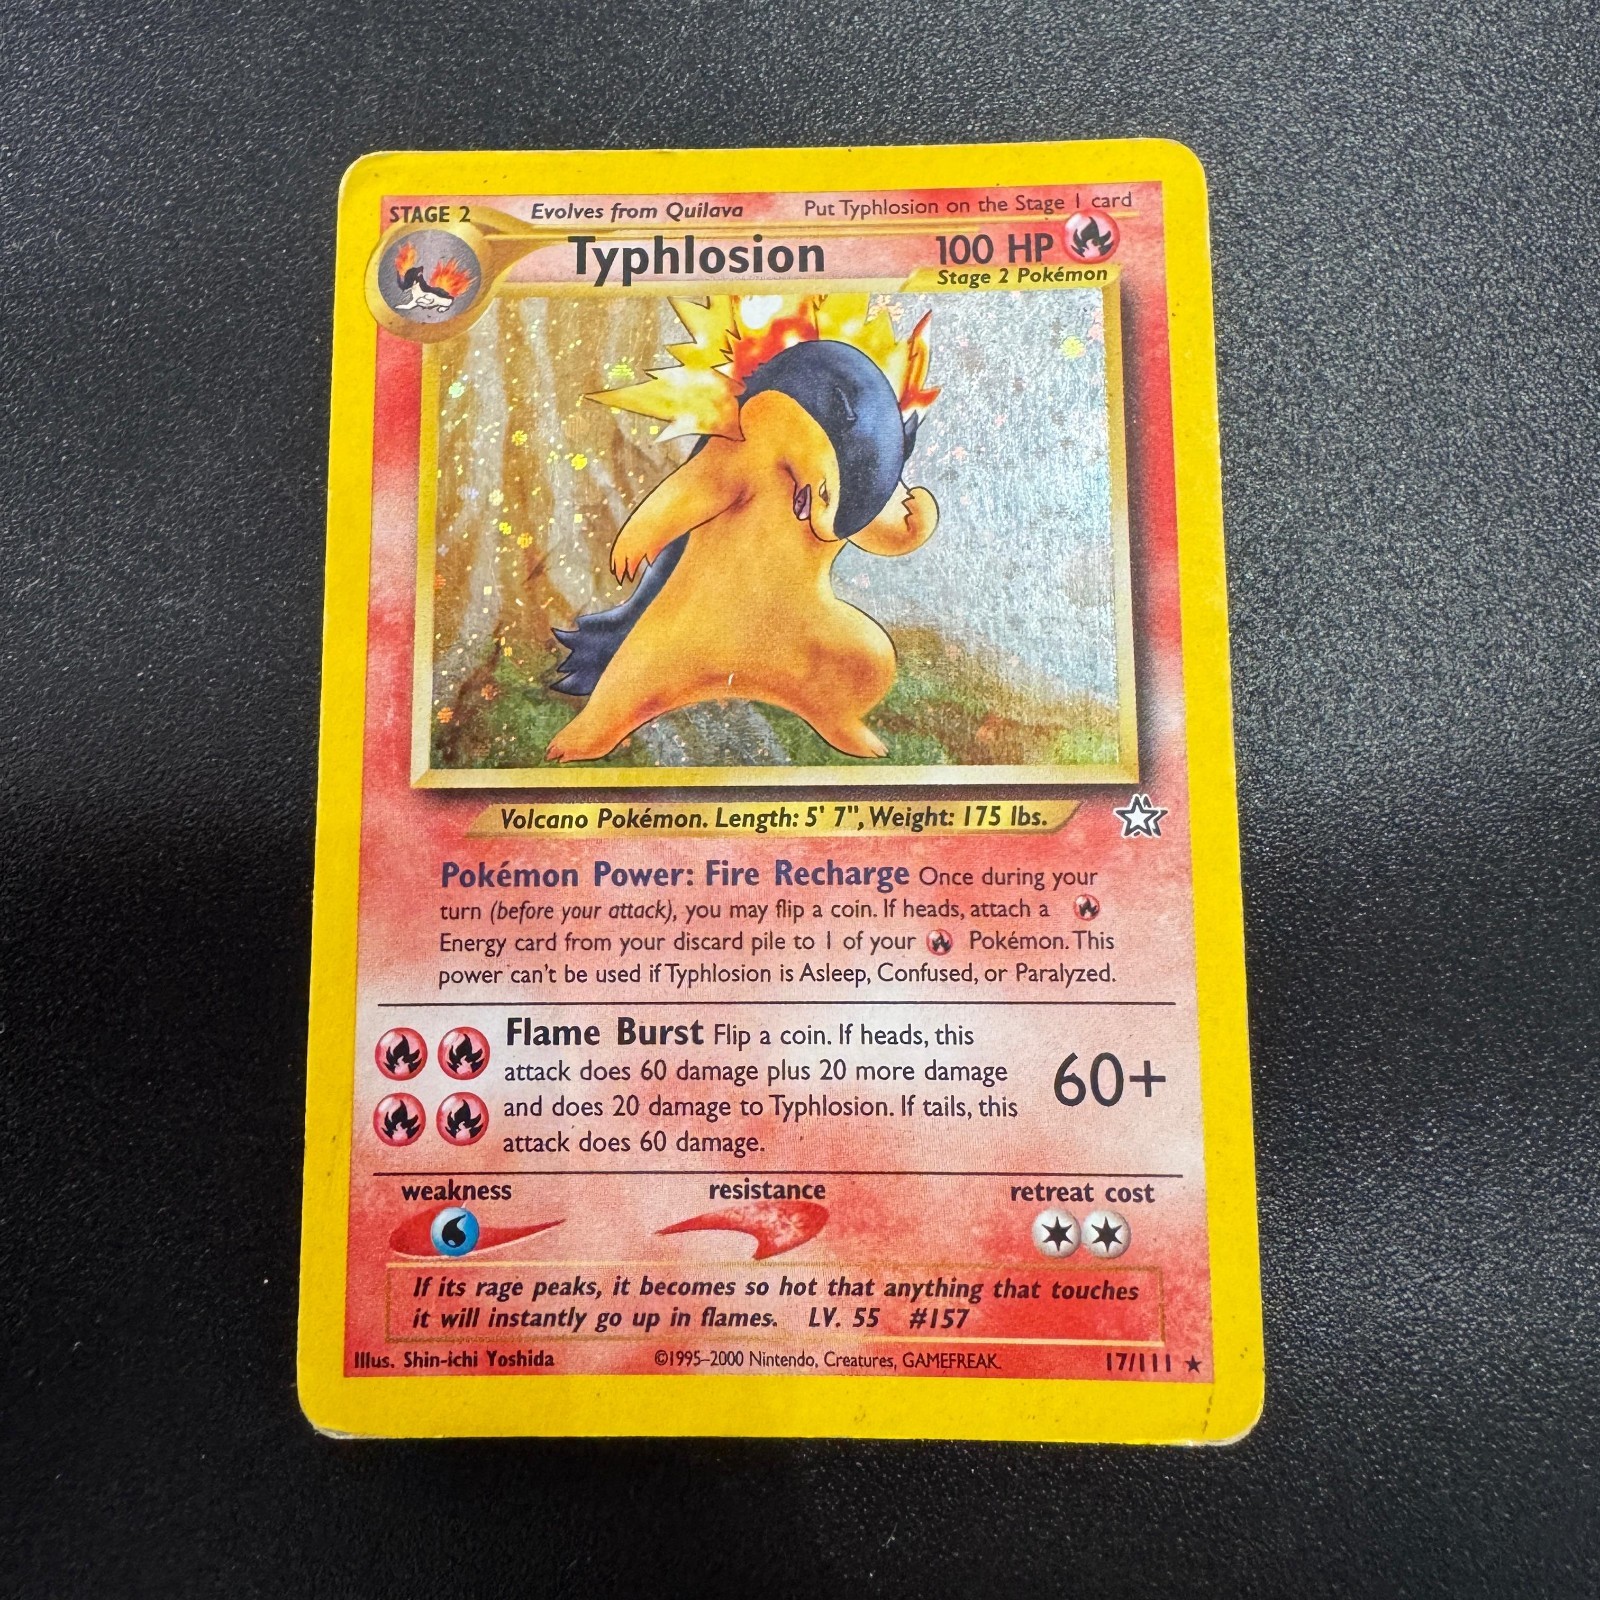 STAGE 2 Evolves from Quilava Put Typhlosion on the Stage 1 card
Typhlosion 100 HP
Stage 2 Pokémon
Volcano Pokémon. Length: 5' 7", Weight: 175 lbs.
Pokémon Power: Fire Recharge Once during your
turn (before your attack), you may flip a coin. If heads, attach a
Energy card from your discard pile to 1 of your Pokémon. This
power can't be used if Typhlosion is Asleep, Confused, or Paralyzed.
Flame Burst Flip a coin. If heads, this
attack does 60 damage plus 20 more damage
and does 20 damage to Typhlosion. If tails, this
attack does 60 damage.
60+
weakness resistance retreat cost
If its rage peaks, it becomes so hot that anything that touches
it will instantly go up in flames. LV. 55 #157
Illus. Shin-ichi Yoshida ©1995–2000 Nintendo, Creatures, GAMEFREAK. 17/111 ★